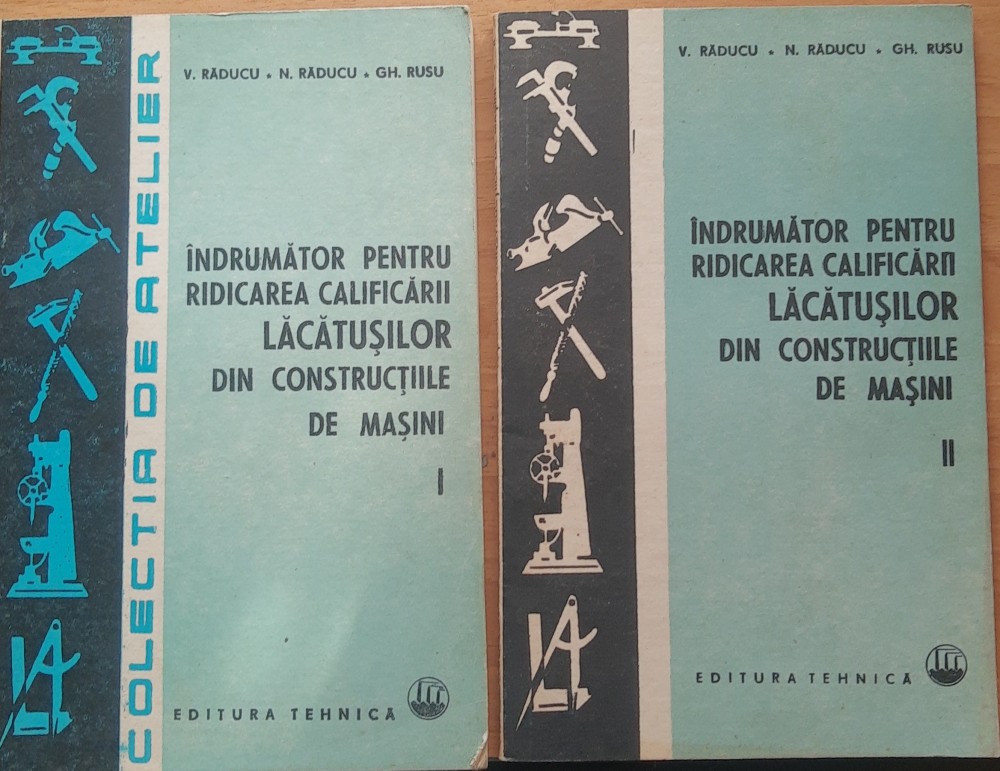 COLECȚIA DE ATELIER
V. RĂDUCU ★ N. RĂDUCU ★ GH. RUSU
ÎNDRUMĂTOR PENTRU
RIDICAREA CALIFICĂRII
LĂCĂTUȘILOR
DIN CONSTRUCȚIILE
DE MAȘINI
I
EDITURA TEHNICĂ
V. RĂDUCU ★ N. RĂDUCU ★ GH. RUSU
ÎNDRUMĂTOR PENTRU
RIDICAREA CALIFICĂRII
LĂCĂTUȘILOR
DIN CONSTRUCȚIILE
DE MAȘINI
II
EDITURA TEHNICĂ